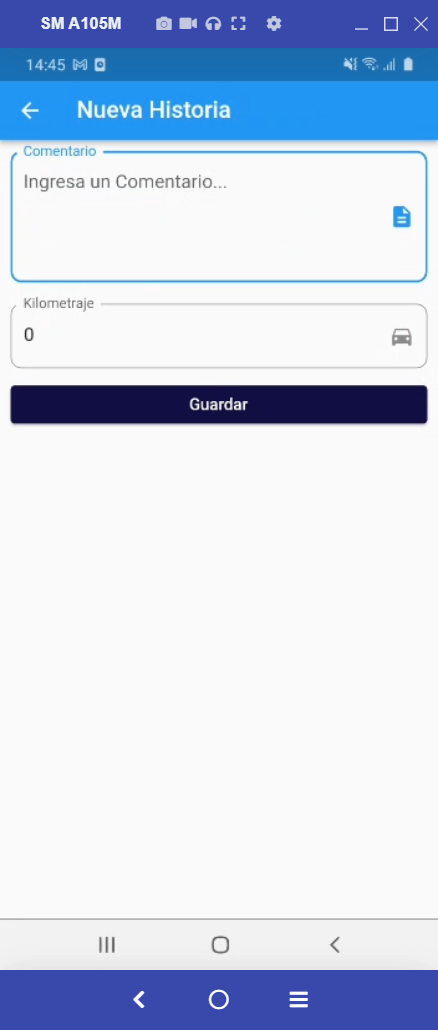 SM A105M
14:45
Nueva Historia
Comentario
Ingresa un Comentario...
Kilometraje
0
Guardar